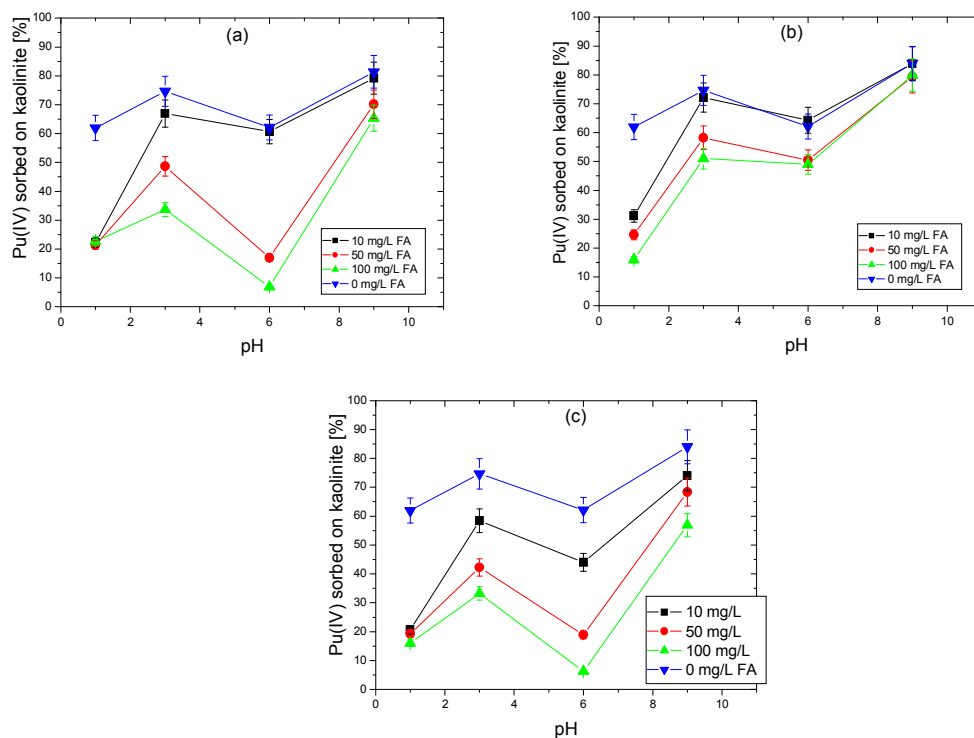 (a)
Pu(IV) sorbed on kaolinite [%]
100
90
80
70
60
50
40
30
20
10
0
10 mg/L FA
50 mg/L FA
100 mg/L FA
0 mg/L FA
0 2 4 6 8 10
pH
(b)
Pu(IV) sorbed on kaolinite [%]
100
90
80
70
60
50
40
30
20
10
0
10 mg/L FA
50 mg/L FA
100 mg/L FA
0 mg/L FA
0 2 4 6 8 10
pH
(c)
Pu(IV) sorbed on kaolinite [%]
100
90
80
70
60
50
40
30
20
10
0
10 mg/L
50 mg/L
100 mg/L
0 mg/L FA
0 2 4 6 8 10
pH